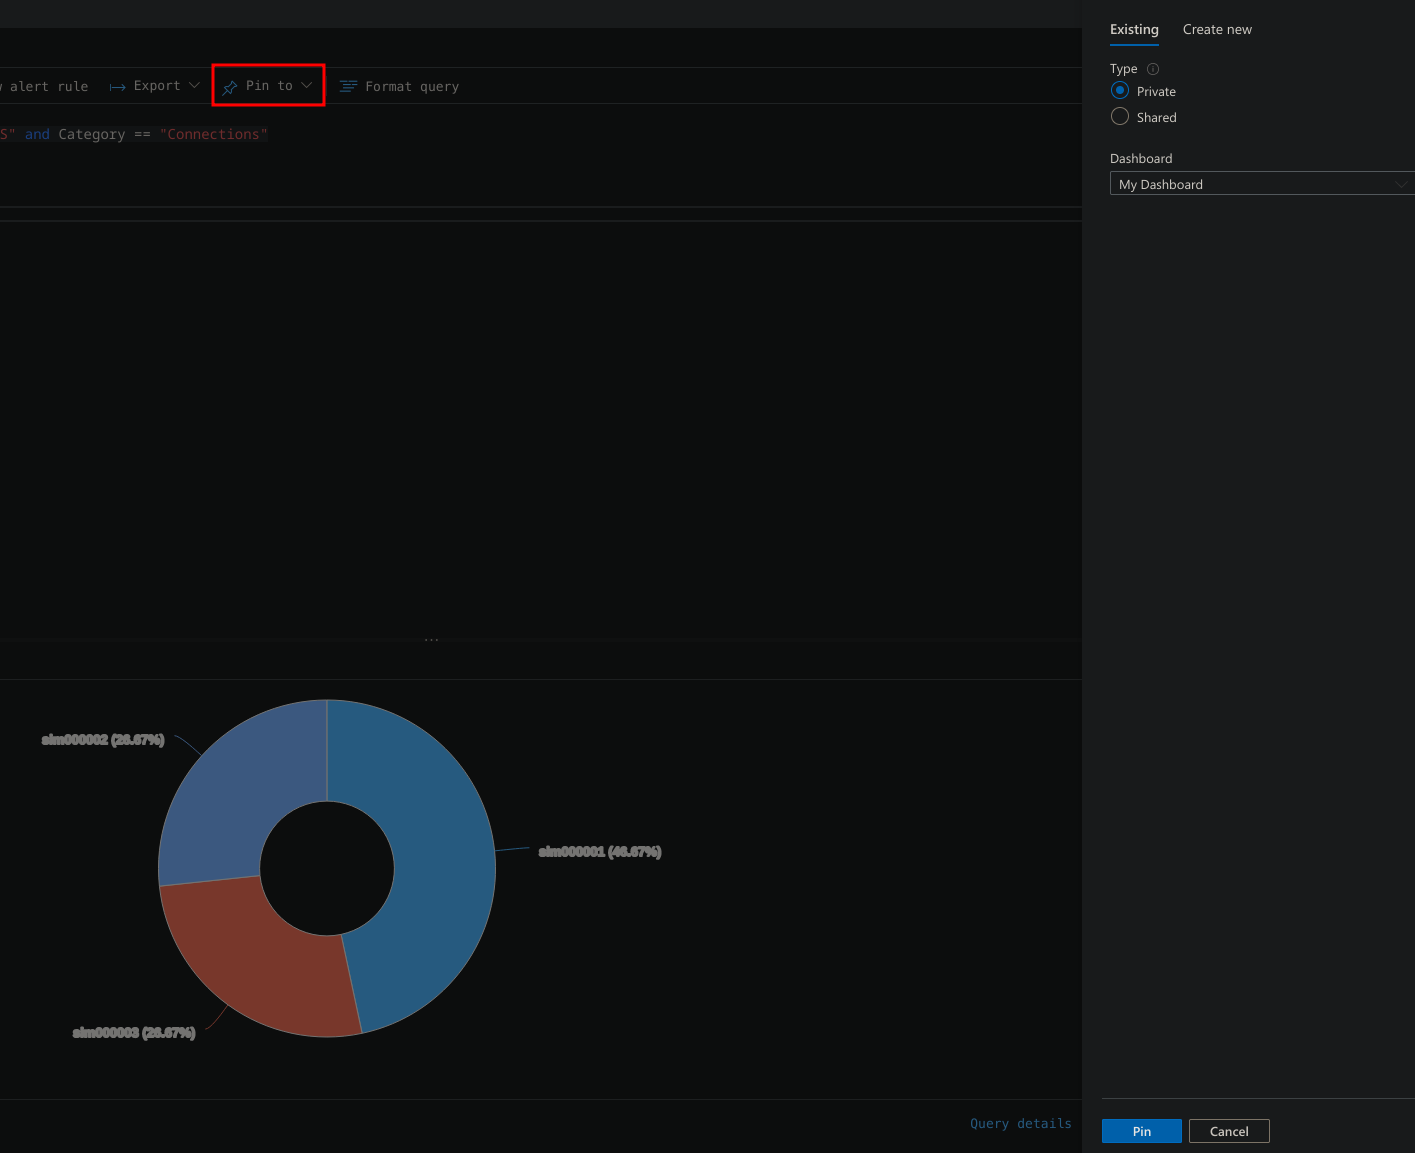 alert rule
Export
Pin to
Format query
S" and Category == "Connections"
...
sim000002 (26.67%)
sim000001 (46.67%)
sim000003 (26.67%)
Query details
Existing
Create new
Type
Private
Shared
Dashboard
My Dashboard
Pin
Cancel